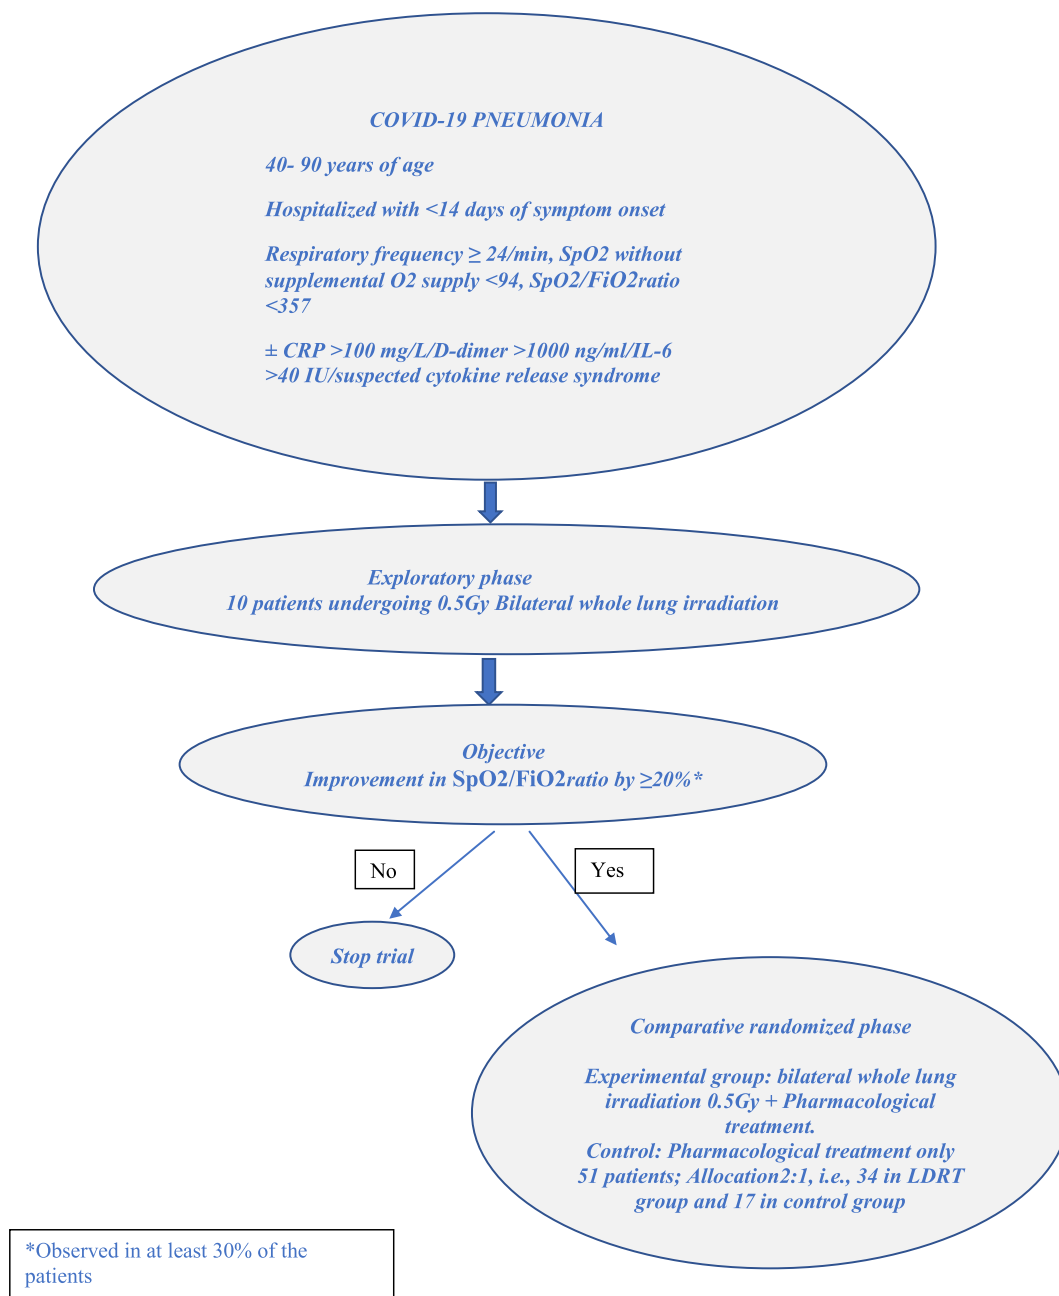 COVID-19 PNEUMONIA
40- 90 years of age
Hospitalized with <14 days of symptom onset
Respiratory frequency ≥ 24/min, SpO2 without
supplemental O2 supply <94, SpO2/FiO2ratio
<357
± CRP >100 mg/L/D-dimer >1000 ng/ml/IL-6
>40 IU/suspected cytokine release syndrome
Exploratory phase
10 patients undergoing 0.5Gy Bilateral whole lung irradiation
Objective
Improvement in SpO2/FiO2ratio by ≥20%*
No
Yes
Stop trial
Comparative randomized phase
Experimental group: bilateral whole lung
irradiation 0.5Gy + Pharmacological
treatment.
Control: Pharmacological treatment only
51 patients; Allocation2:1, i.e., 34 in LDRT
group and 17 in control group
*Observed in at least 30% of the
patients